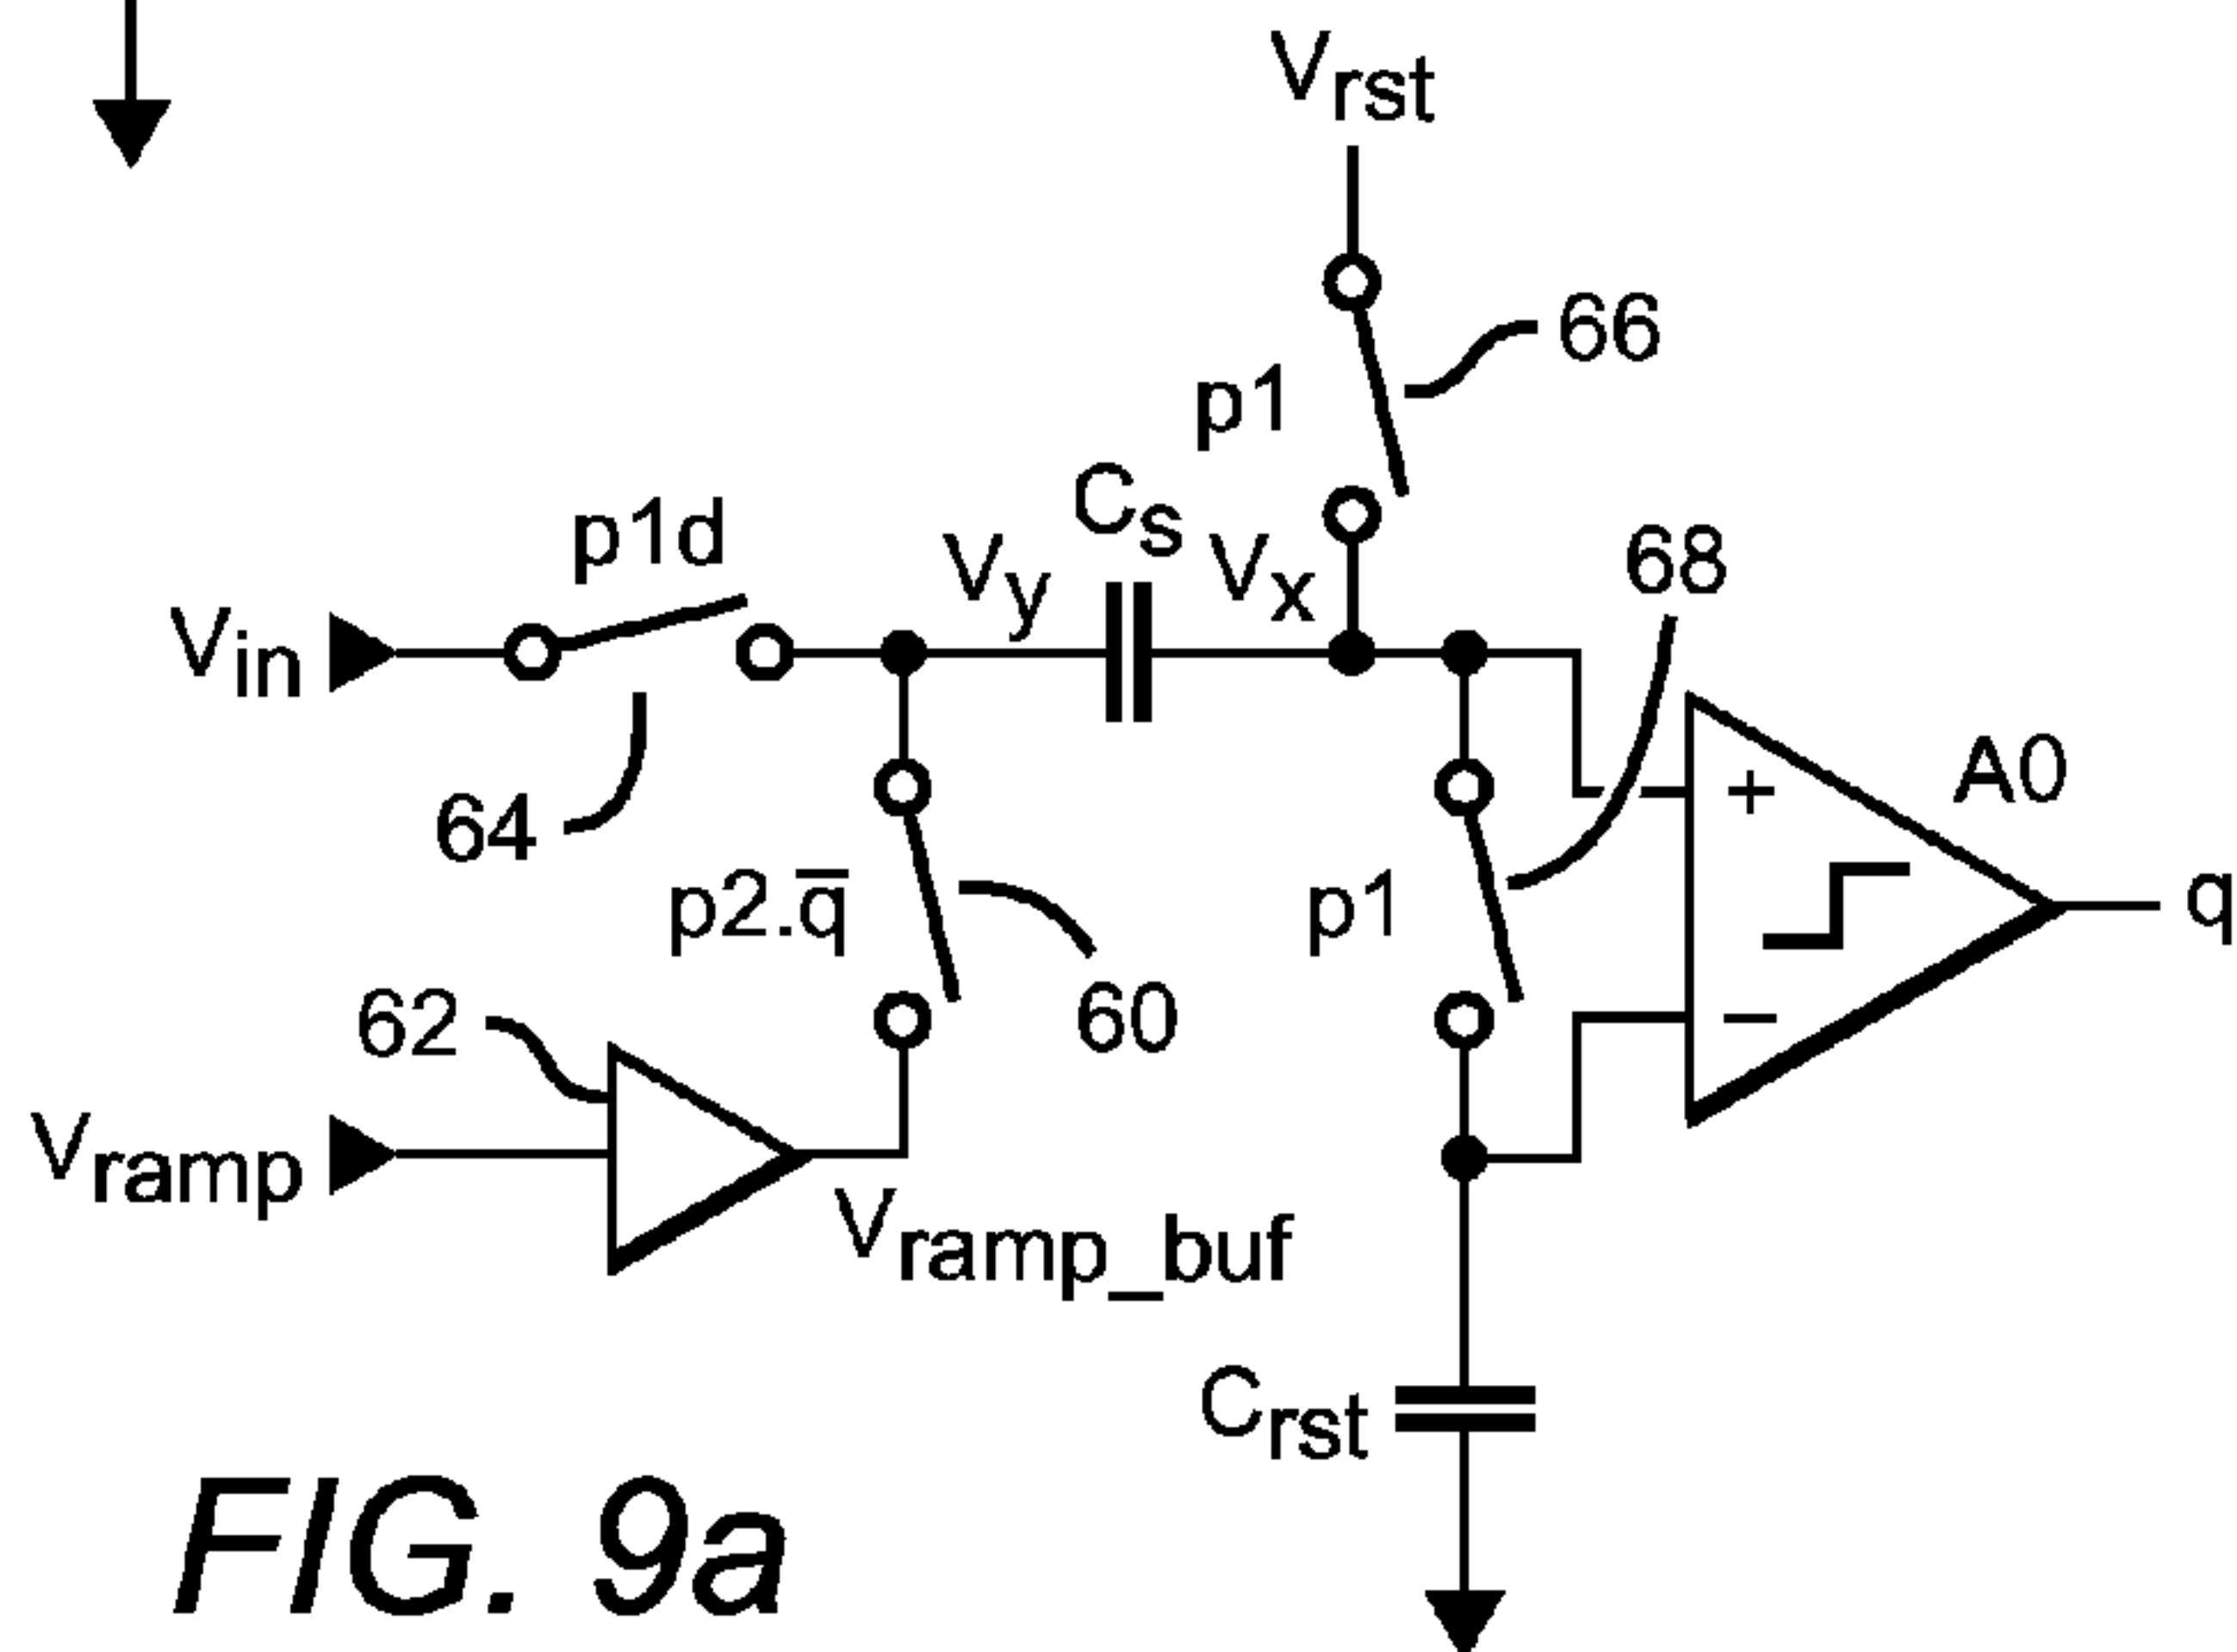 Vrst
66
p1
Cs
p1d
Vy
Vx
68
Vin
64
A0
+
p2.q̅
60
p1
q
62
−
Vramp
Vramp_buf
Crst
FIG. 9a